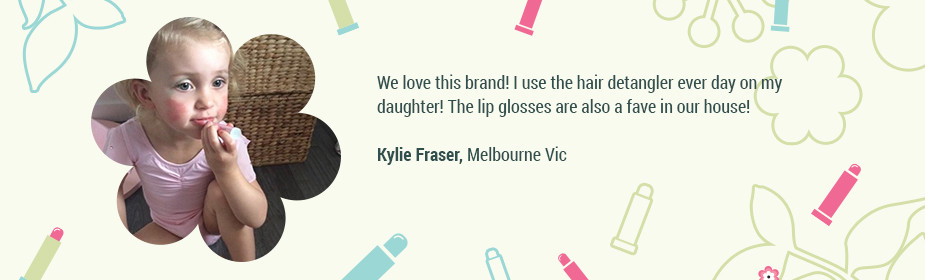 We love this brand! I use the hair detangler ever day on my
daughter! The lip glosses are also a fave in our house!
Kylie Fraser, Melbourne Vic